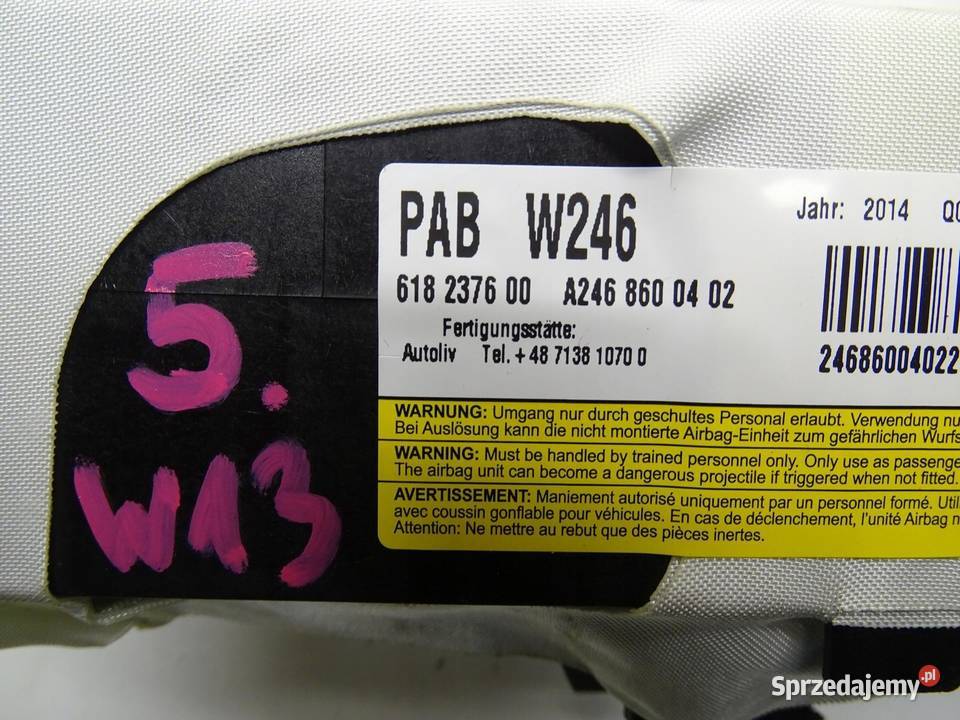 PAB W246
Jahr: 2014
618 2376 00 A246 860 04 02
Fertigungsstätte:
Autoliv Tel. +48 7138 1070 0
24686004022
WARNUNG: Umgang nur durch geschultes Personal erlaubt. Verwendung nu
Bei Auslösung kann die nicht montierte Airbag-Einheit zum gefährlichen Wurfs
WARNING: Must be handled by trained personnel only. Only use as passenge
The airbag unit can become a dangerous projectile if triggered when not fitted.
AVERTISSEMENT: Maniement autorisé uniquement par un personnel formé. Util
avec coussin gonflable pour véhicules. En cas de déclenchement, l'unité Airbag
Attention: Ne mettre au rebut que des pièces inertes.
5.
W13
Sprzedajemy.pl